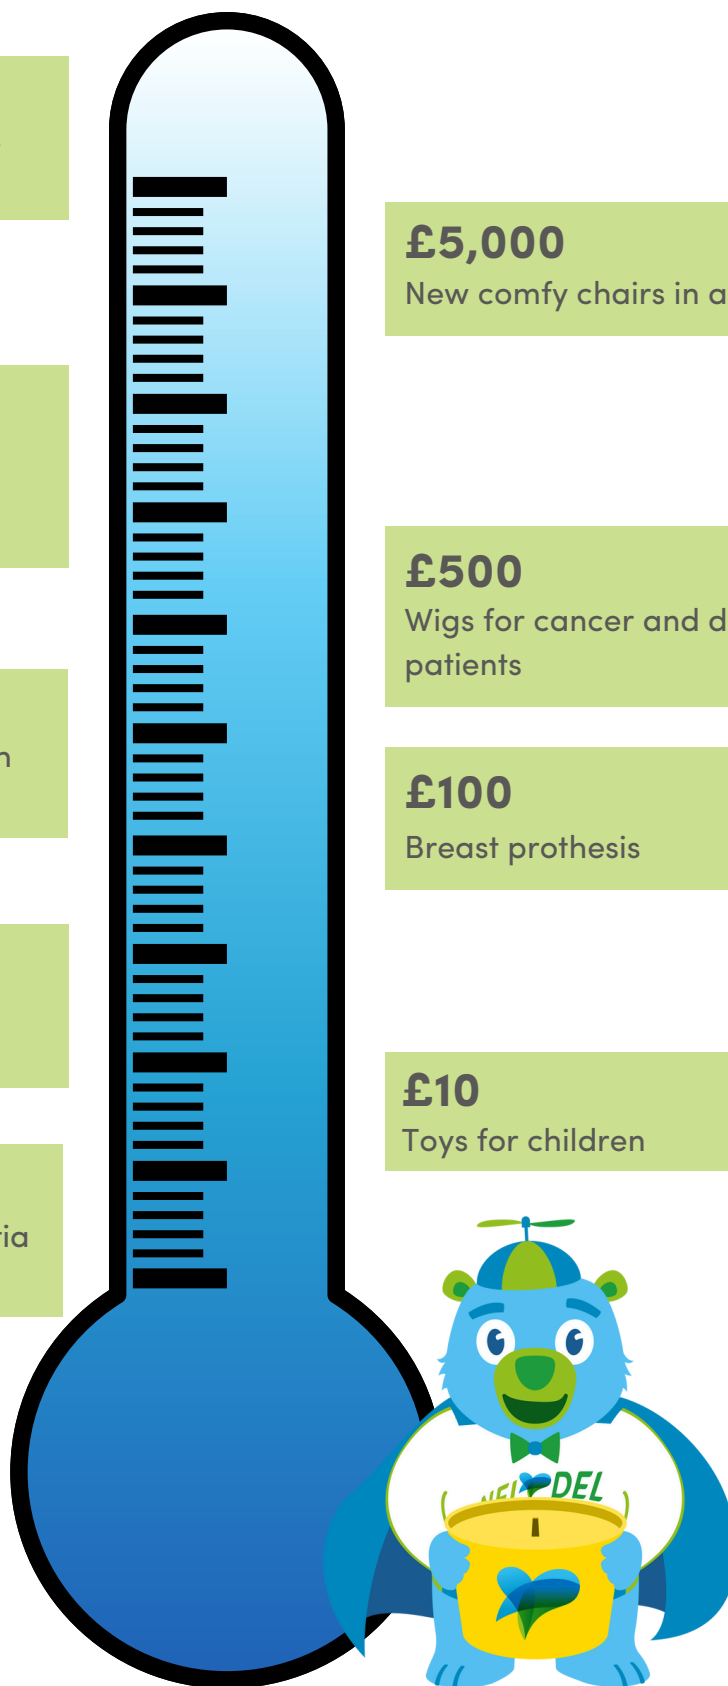 £5,000
New comfy chairs in a
£500
Wigs for cancer and d
patients
£100
Breast prothesis
£10
Toys for children
DEL